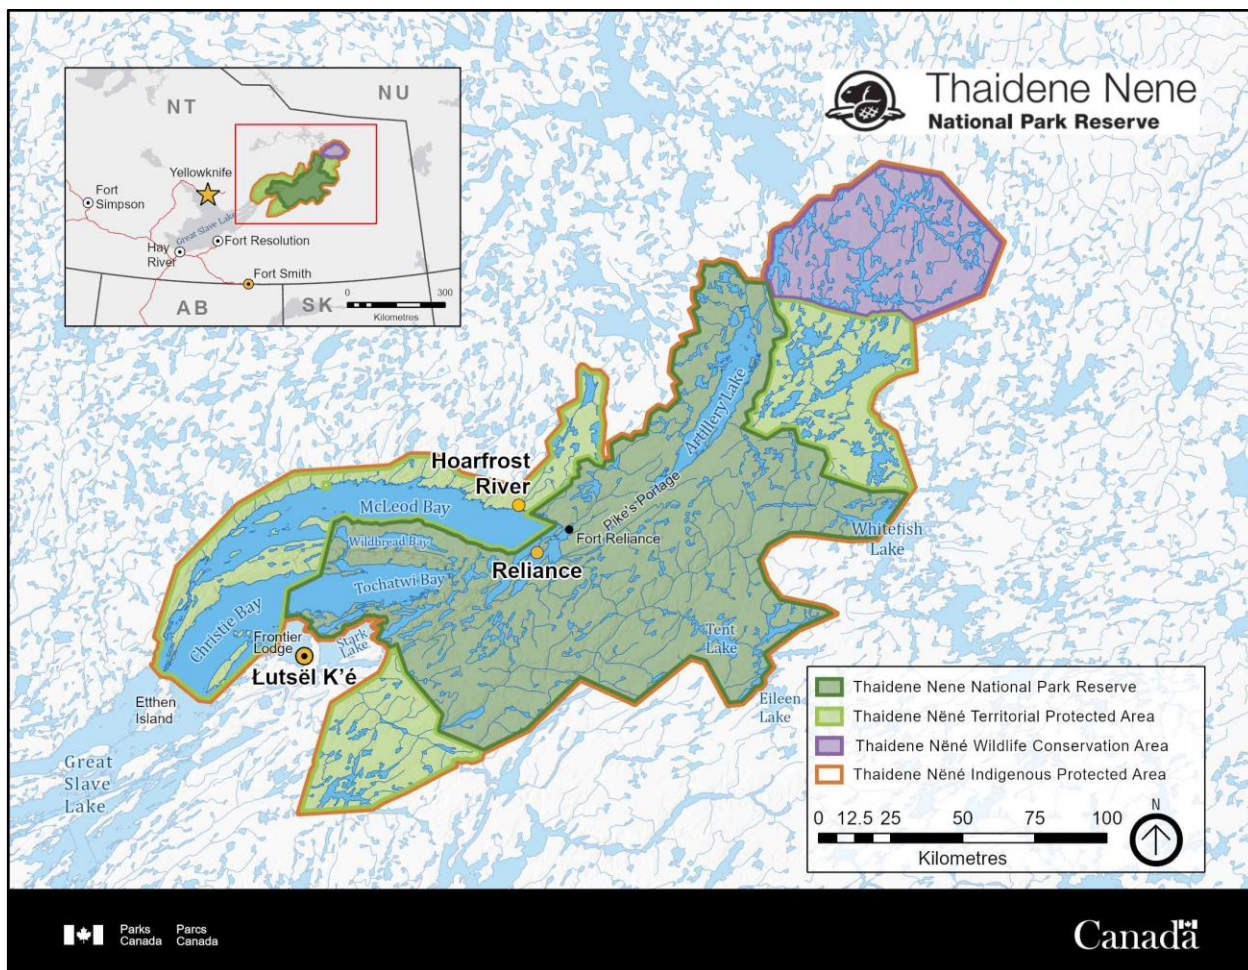 NT
NU
Yellowknife
Fort
Simpson
Great Slave Lake
Hay
River
Fort Resolution
Fort Smith
AB
SK
0
300
Kilometres
Thaidene Nene
National Park Reserve
Artillery Lake
Hoarfrost
River
McLeod Bay
Pike's Portage
Fort Reliance
Whitefish
Lake
Wildbread Bay
Reliance
Tochatwi Bay
Christie Bay
Frontier
Lodge
Stark
Lake
Łutsël K'é
Tent
Lake
Etthen
Island
Eileen
Lake
Great
Slave
Lake
Thaidene Nene National Park Reserve
Thaidene Nëné Territorial Protected Area
Thaidene Nëné Wildlife Conservation Area
Thaidene Nëné Indigenous Protected Area
0 12.5 25 50 75 100
Kilometres
N
Parks Parcs
Canada Canada
Canada